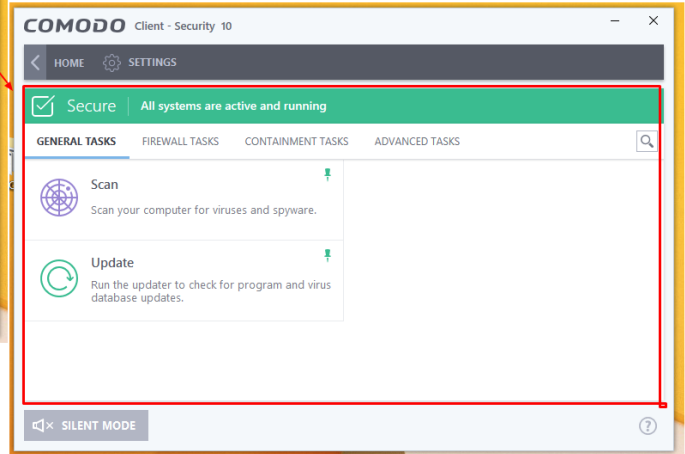 COMODO Client - Security 10
HOME SETTINGS
Secure All systems are active and running
GENERAL TASKS FIREWALL TASKS CONTAINMENT TASKS ADVANCED TASKS
Scan
Scan your computer for viruses and spyware.
Update
Run the updater to check for program and virus
database updates.
SILENT MODE
?